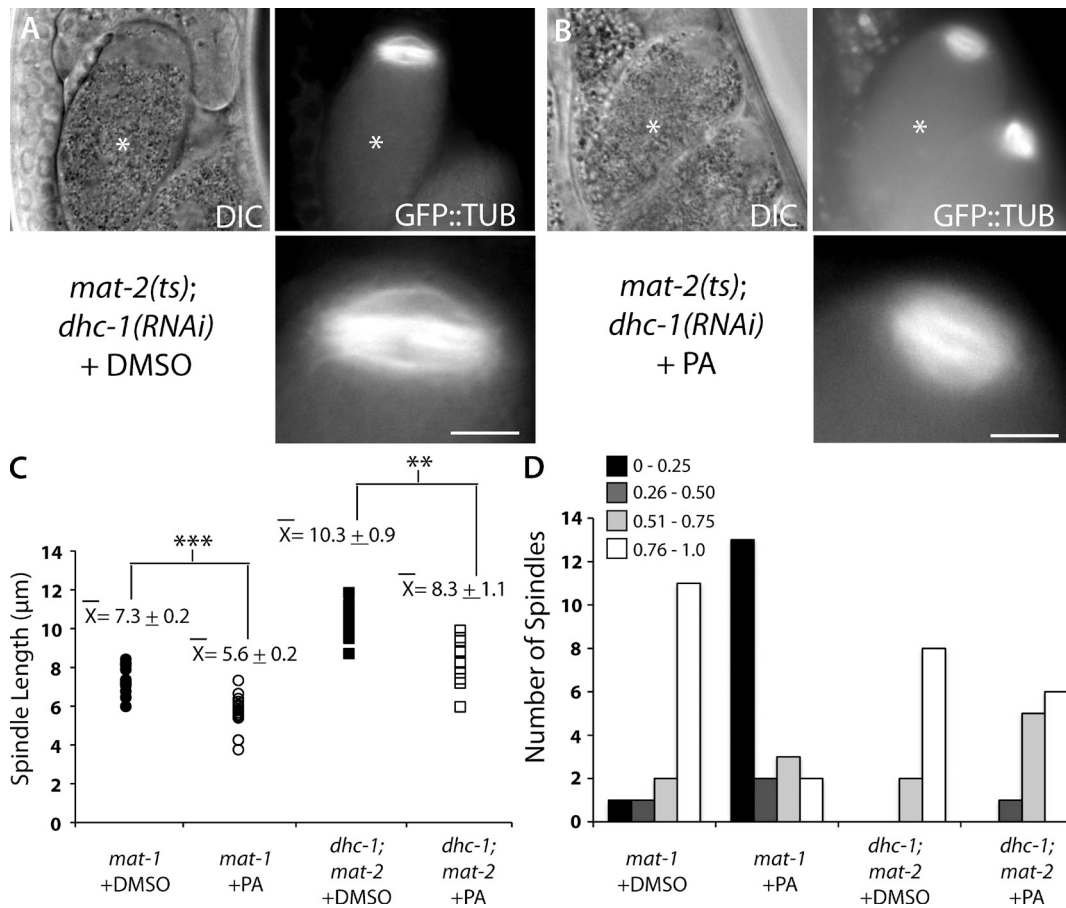 A
*
DIC
*
GFP::TUB
B
*
DIC
*
GFP::TUB
mat-2(ts);
dhc-1(RNAi)
+ DMSO
mat-2(ts);
dhc-1(RNAi)
+ PA
C
**
***
X= 10.3 ± 0.9
X= 8.3 ± 1.1
X= 7.3 ± 0.2
X= 5.6 ± 0.2
Spindle Length (µm)
14
12
10
8
6
4
2
0
mat-1
+DMSO
mat-1
+PA
dhc-1;
mat-2
+DMSO
dhc-1;
mat-2
+PA
D
0 - 0.25
0.26 - 0.50
0.51 - 0.75
0.76 - 1.0
Number of Spindles
14
12
10
8
6
4
2
0
mat-1
+DMSO
mat-1
+PA
dhc-1;
mat-2
+DMSO
dhc-1;
mat-2
+PA